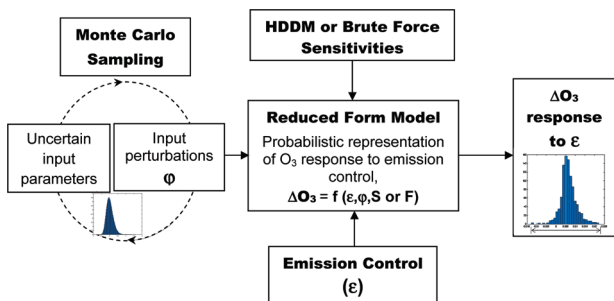 Monte Carlo
Sampling
Uncertain
input
parameters
Input
perturbations
φ
HDDM or Brute Force
Sensitivities
Reduced Form Model
Probabilistic representation
of O₃ response to emission
control,
ΔO₃ = f (ε,φ,S or F)
Emission Control
(ε)
ΔO₃
response
to ε